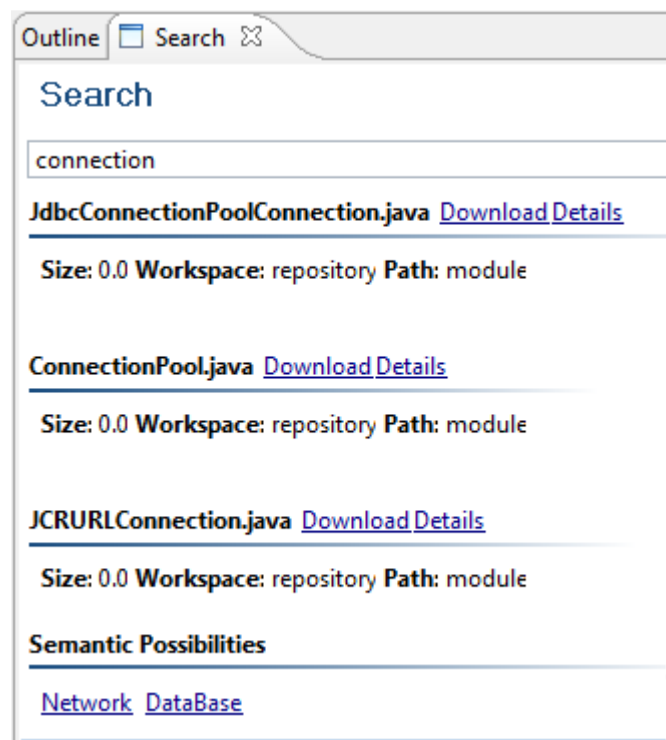 Outline Search
Search
connection
JdbcConnectionPoolConnection.java Download Details
Size: 0.0 Workspace: repository Path: module
ConnectionPool.java Download Details
Size: 0.0 Workspace: repository Path: module
JCRURLConnection.java Download Details
Size: 0.0 Workspace: repository Path: module
Semantic Possibilities
Network DataBase